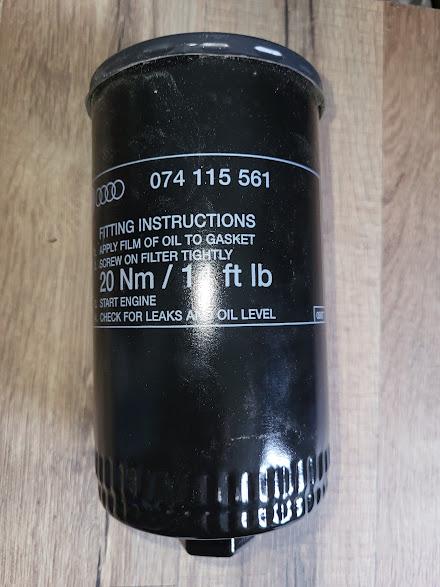 074 115 561
FITTING INSTRUCTIONS
APPLY FILM OF OIL TO GASKET
SCREW ON FILTER TIGHTLY
20 Nm / ft lb
START ENGINE
CHECK FOR LEAKS AND OIL LEVEL